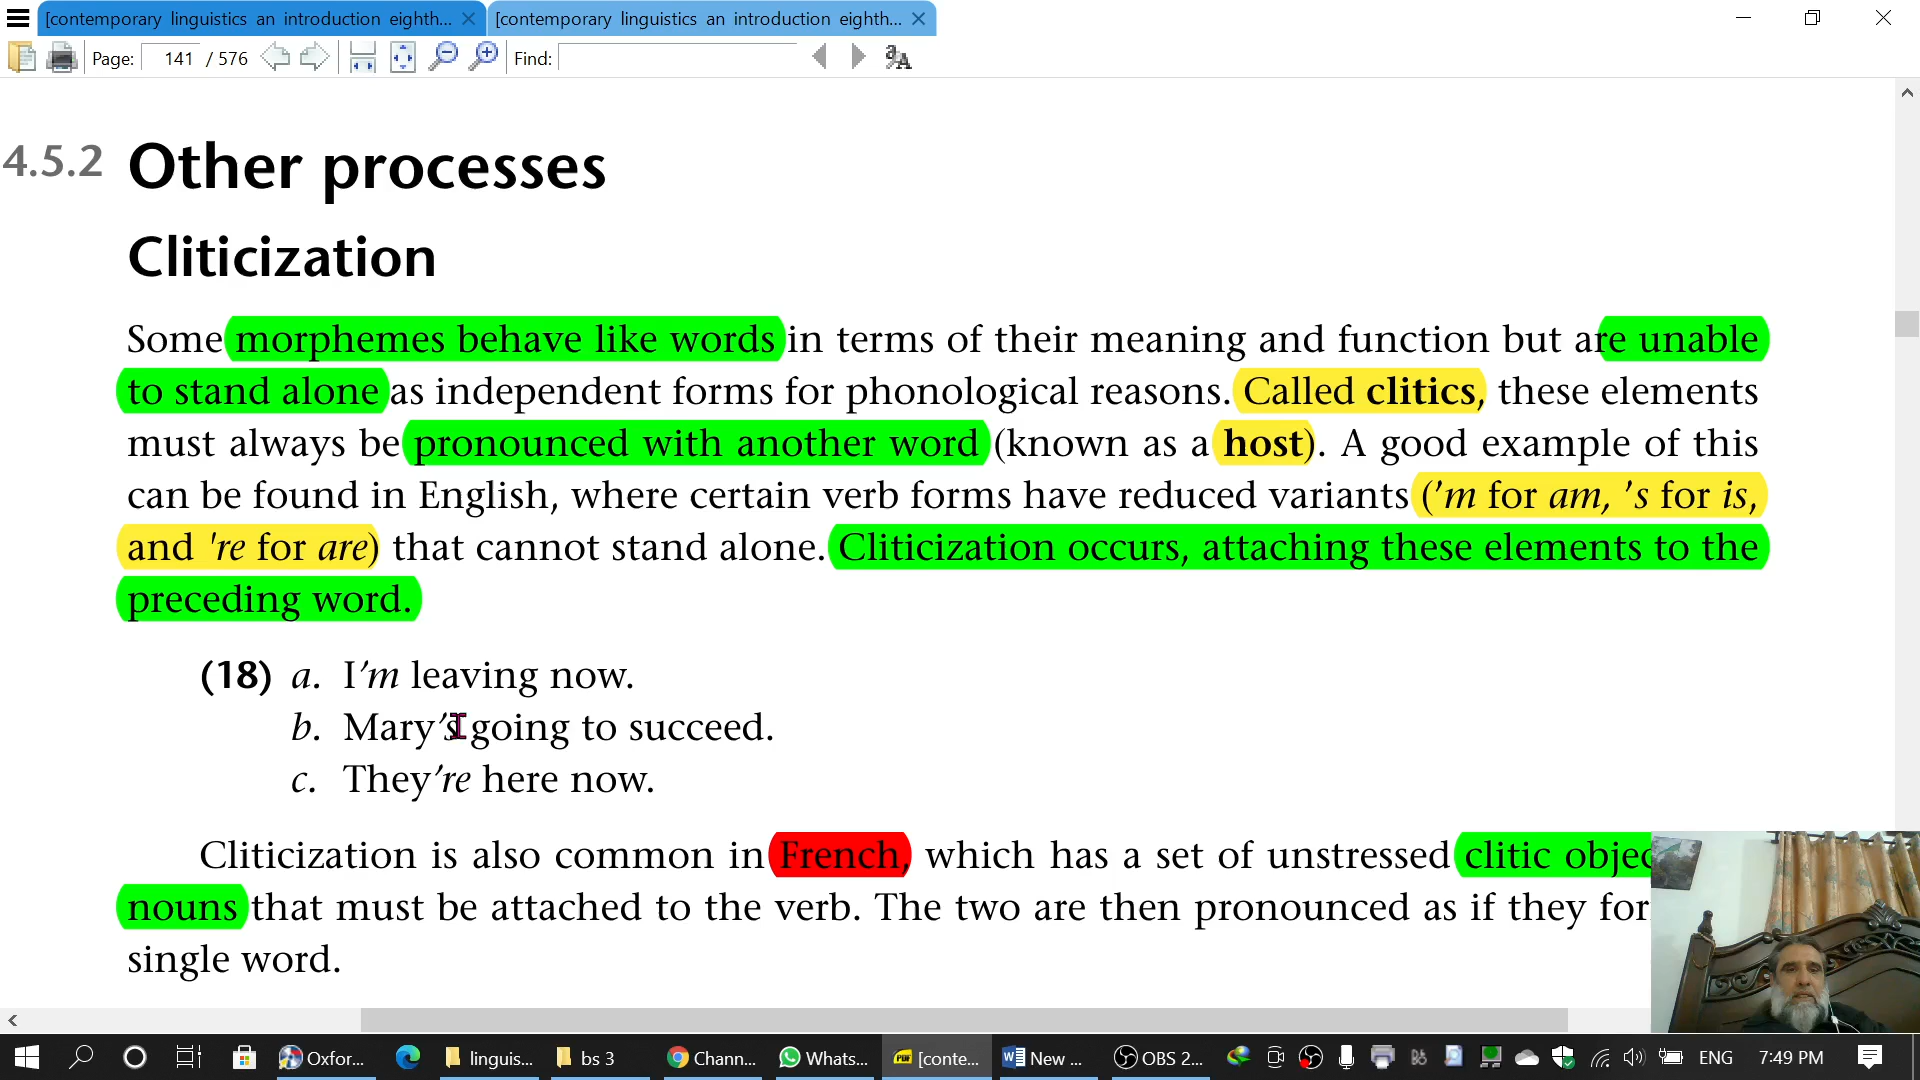 [contemporary linguistics an introduction eighth... [contemporary linguistics an introduction eighth...
Page: 141 / 576 Find:
4.5.2 Other processes
Cliticization
Some morphemes behave like words in terms of their meaning and function but are unable
to stand alone as independent forms for phonological reasons. Called clitics, these elements
must always be pronounced with another word (known as a host). A good example of this
can be found in English, where certain verb forms have reduced variants ('m for am, 's for is,
and 're for are) that cannot stand alone. Cliticization occurs, attaching these elements to the
preceding word.
(18) a. I'm leaving now.
b. Mary's going to succeed.
c. They're here now.
Cliticization is also common in French, which has a set of unstressed clitic objec
nouns that must be attached to the verb. The two are then pronounced as if they for
single word.
Oxfor... linguis... bs 3 Chann... Whats... [conte... New ... OBS 2... ENG 7:49 PM